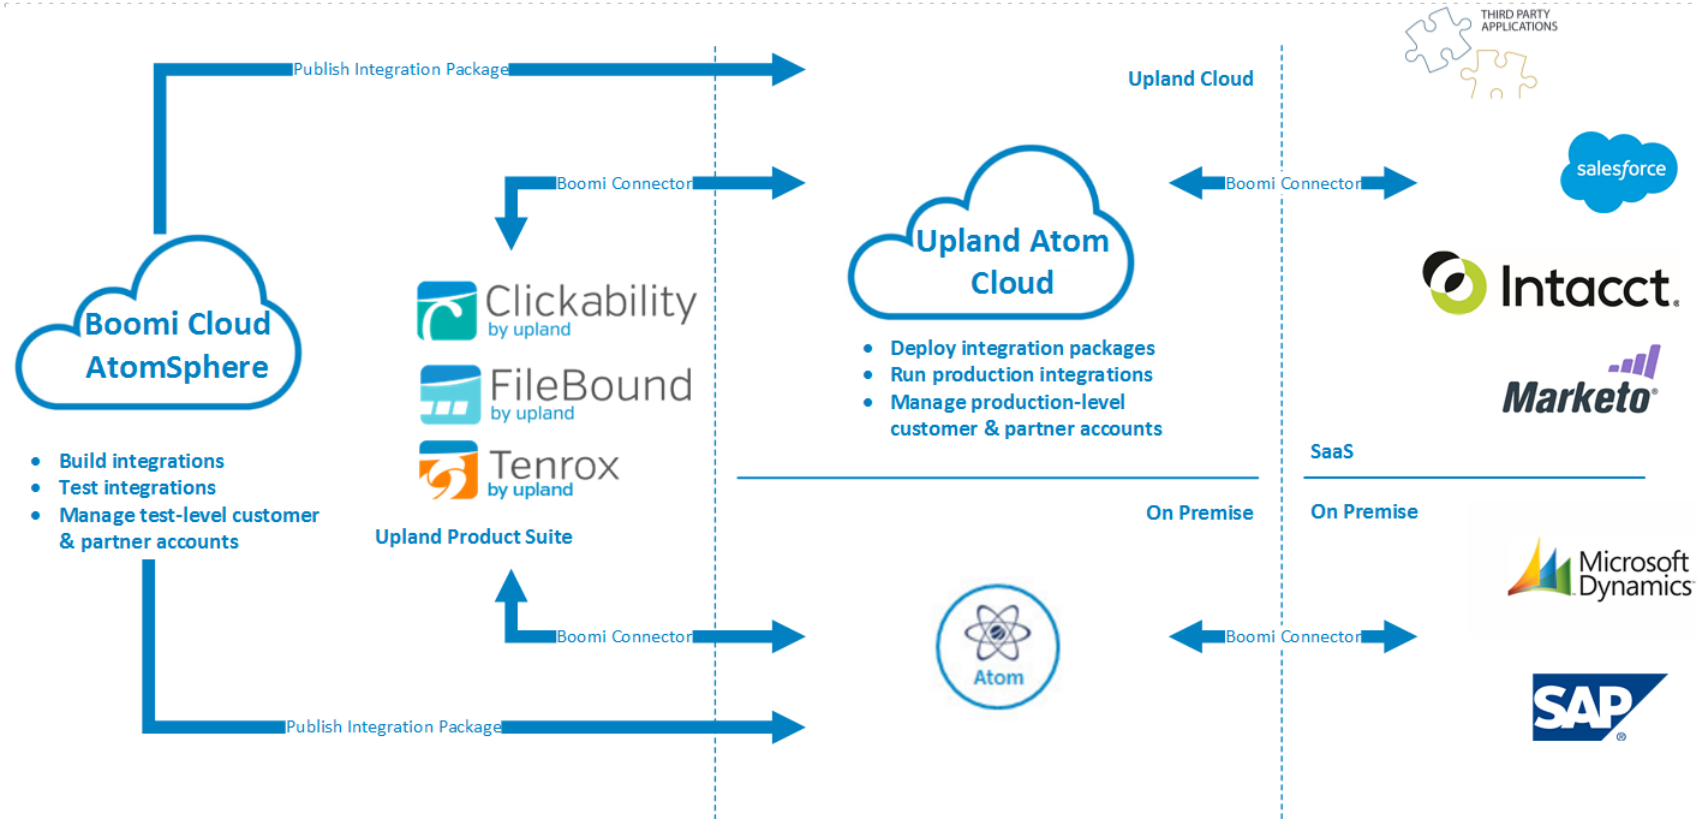 THIRD PARTY
APPLICATIONS
Publish Integration Package
Upland Cloud
Boomi Connector
Boomi Connector
salesforce
Upland Atom
Cloud
Intacct®
Boomi Cloud
AtomSphere
Clickability
by upland
FileBound
by upland
Tenrox
by upland
Upland Product Suite
• Deploy integration packages
• Run production integrations
• Manage production-level
customer & partner accounts
Marketo®
SaaS
• Build integrations
• Test integrations
• Manage test-level customer
& partner accounts
On Premise
On Premise
Microsoft
Dynamics
Boomi Connector
Atom
Boomi Connector
SAP®
Publish Integration Package